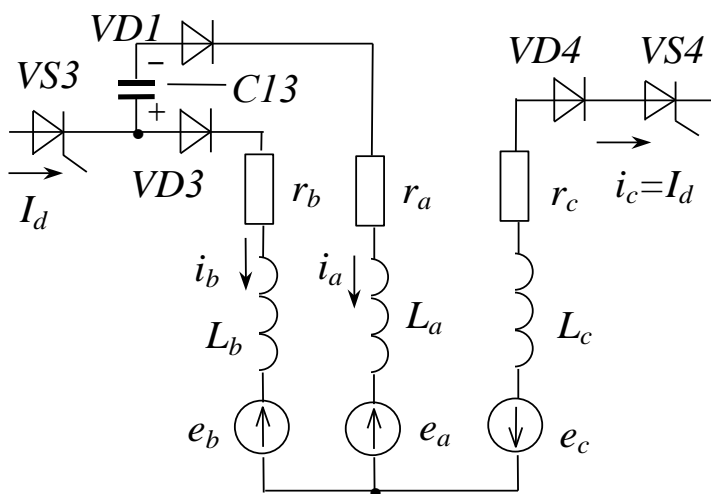 VD1
VD4 VS4
VS3
−
C13
+
VD3
I_d
r_b
r_a
r_c
i_c=I_d
i_b
i_a
L_b
L_a
L_c
e_b
e_a
e_c